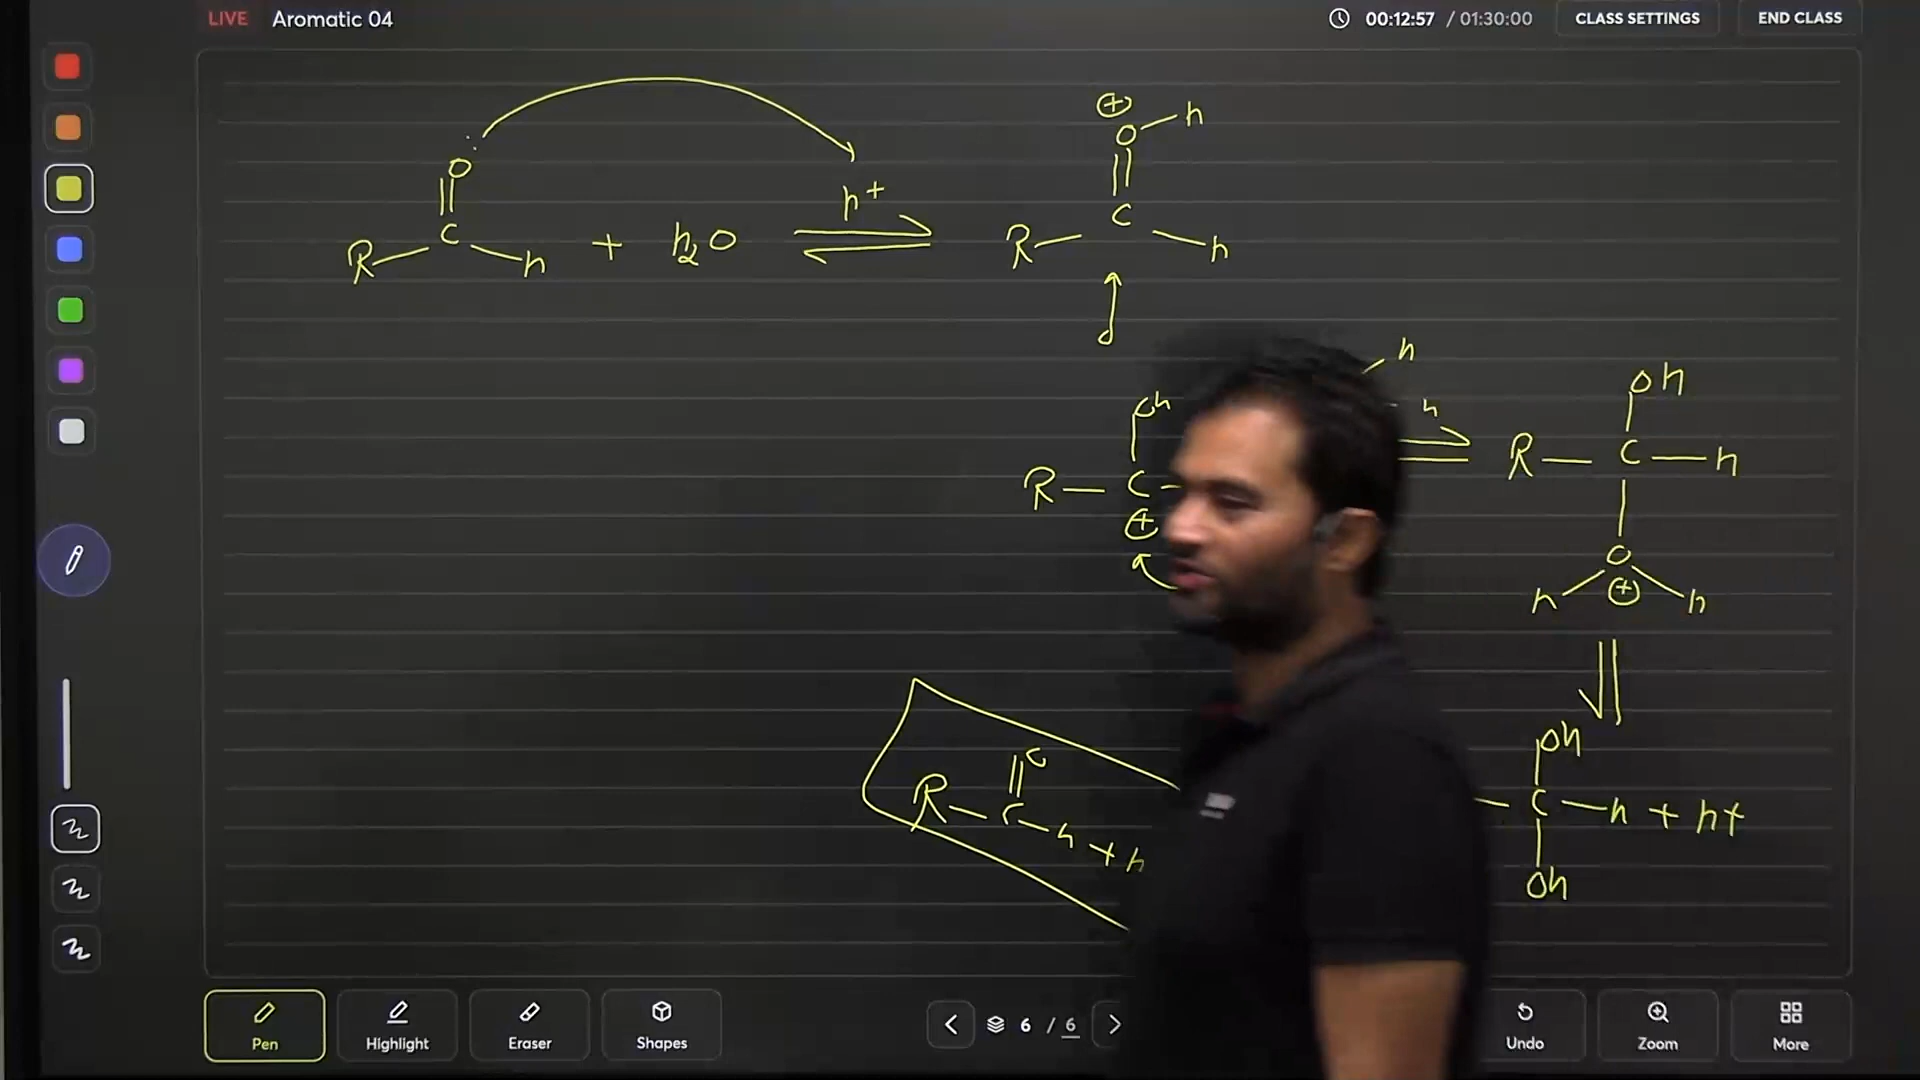 LIVE Aromatic 04 00:12:57 / 01:30:00 CLASS SETTINGS END CLASS
⊕
O—h
O
h+
C
C
R h + h2O R h
h
Oh h Oh
R — C R — C — h
⊕
O
h ⊕ h
O Oh
R C C — h + h+
h + h
Oh
Pen Highlight Eraser Shapes 6 / 6 Undo Zoom More